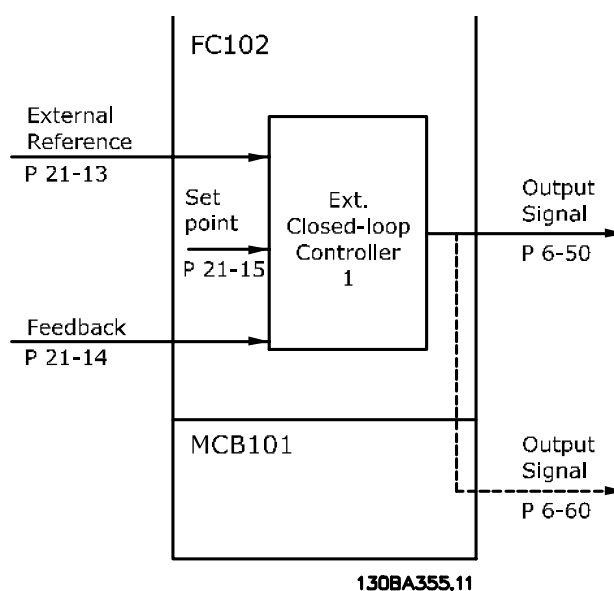 FC102
External
Reference
P 21-13
Set
point
P 21-15
Ext.
Closed-loop
Controller
1
Output
Signal
P 6-50
Feedback
P 21-14
MCB101
Output
Signal
P 6-60
130BA355.11